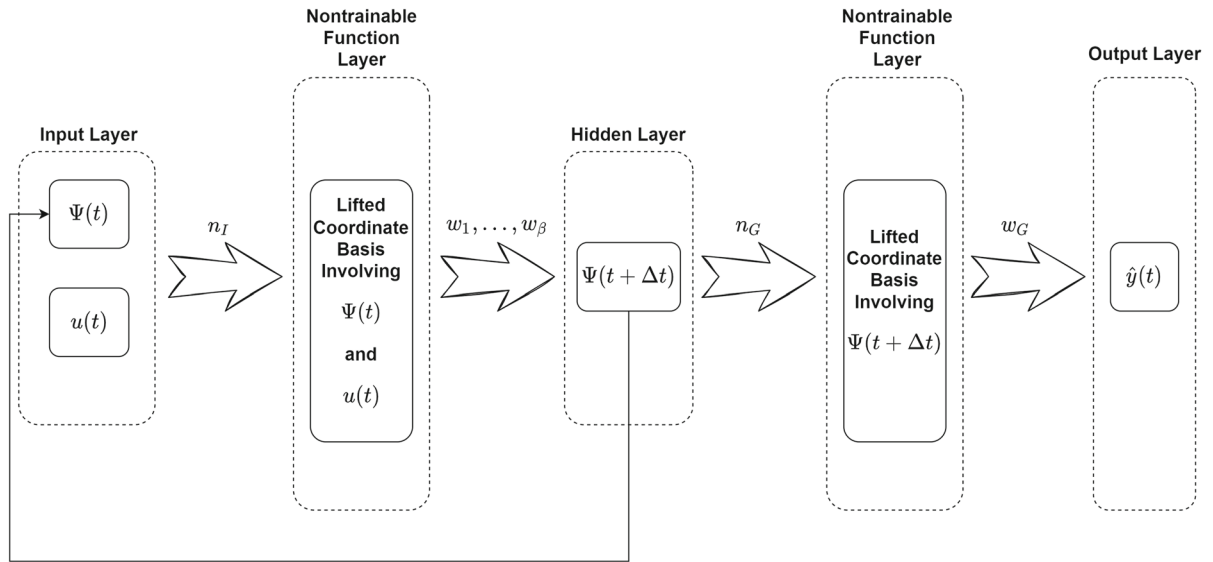 Input Layer
Ψ(t)
u(t)
n_I
Nontrainable
Function
Layer
Lifted
Coordinate
Basis
Involving
Ψ(t)
and
u(t)
w_1, . . . , w_β
Hidden Layer
Ψ(t + Δt)
n_G
Nontrainable
Function
Layer
Lifted
Coordinate
Basis
Involving
Ψ(t + Δt)
w_G
Output Layer
ŷ(t)